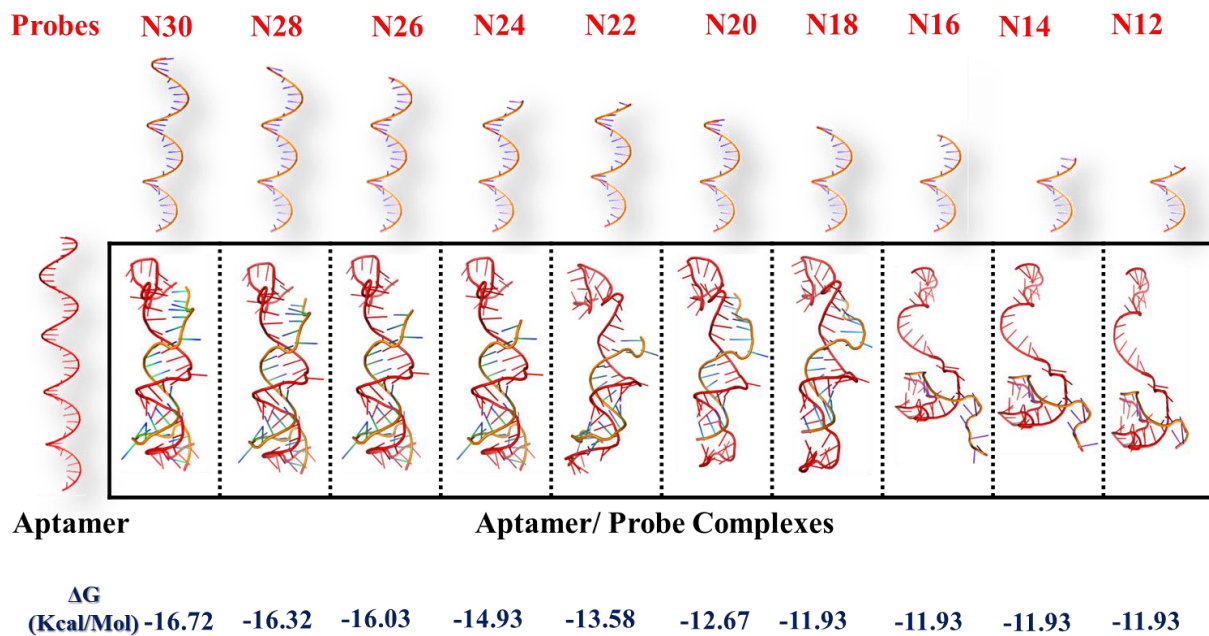 Probes N30 N28 N26 N24 N22 N20 N18 N16 N14 N12
Aptamer Aptamer/ Probe Complexes
ΔG
(Kcal/Mol) -16.72 -16.32 -16.03 -14.93 -13.58 -12.67 -11.93 -11.93 -11.93 -11.93